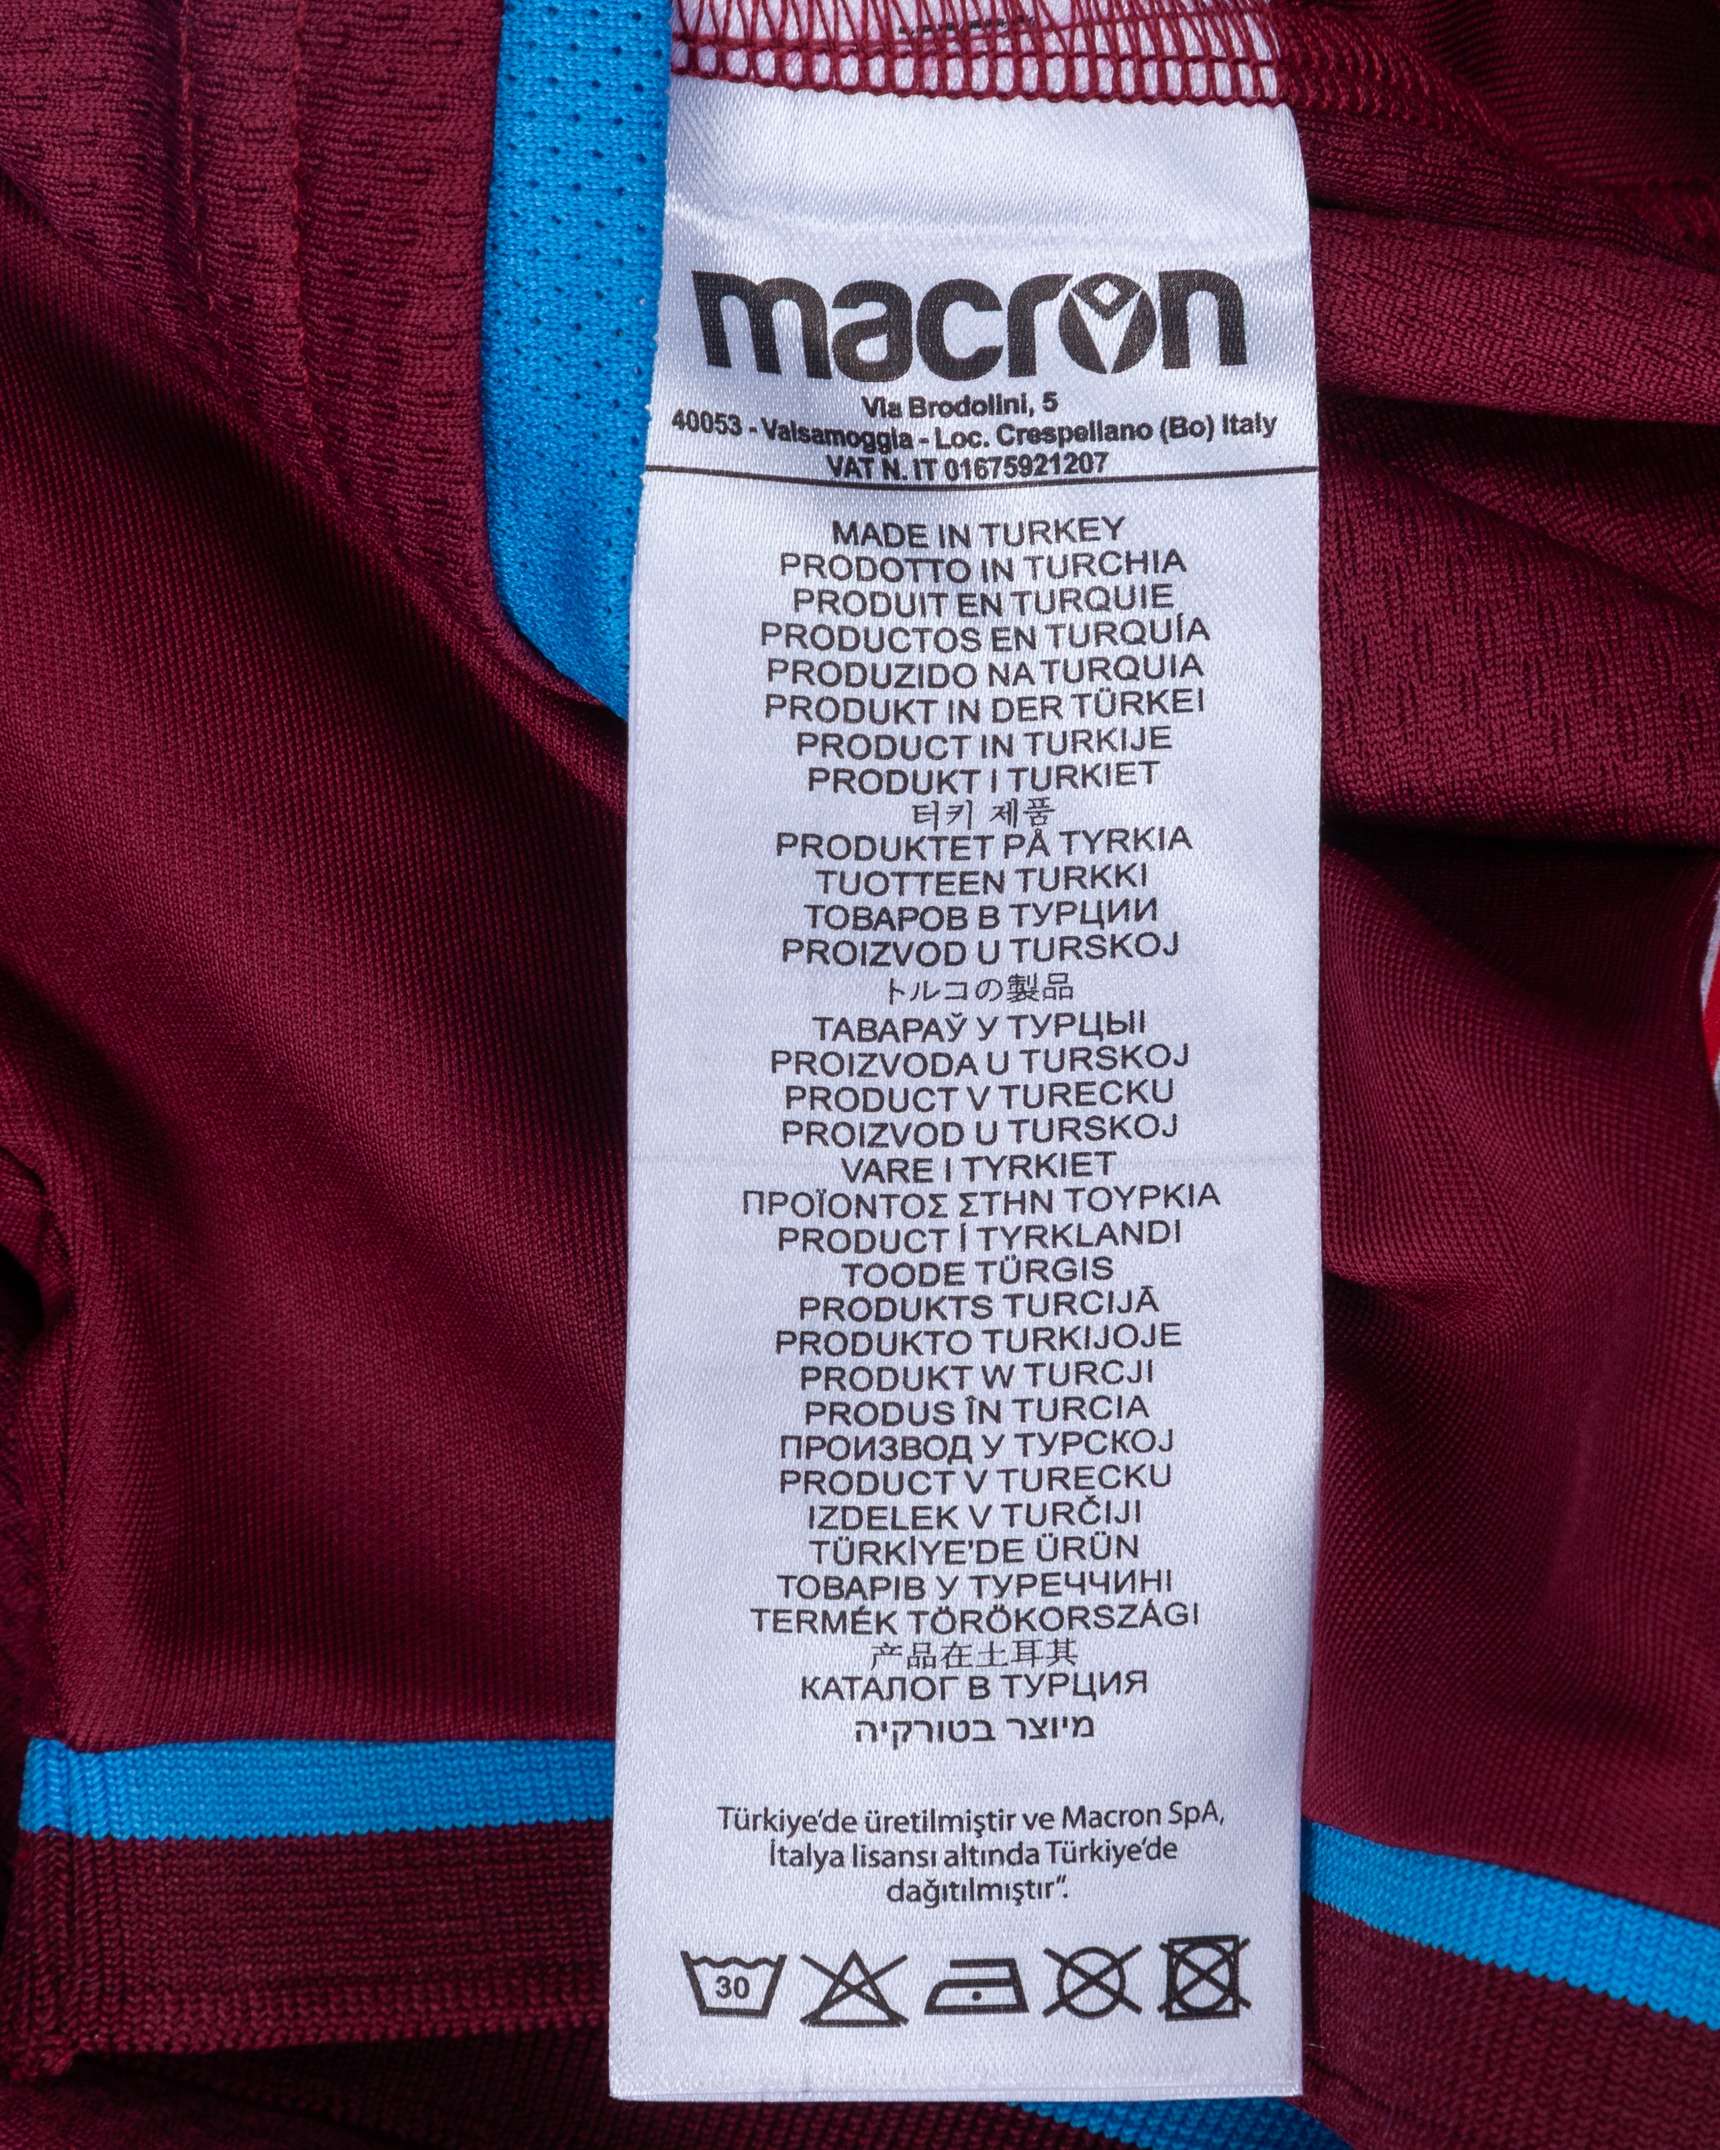 macron
Via Brodolini, 5
40053 - Valsamoggia - Loc. Crespellano (Bo) Italy
VAT N. IT 01675921207
MADE IN TURKEY
PRODOTTO IN TURCHIA
PRODUIT EN TURQUIE
PRODUCTOS EN TURQUÍA
PRODUZIDO NA TURQUIA
PRODUKT IN DER TÜRKEI
PRODUCT IN TURKIJE
PRODUKT I TURKIET
터키 제품
PRODUKTET PÅ TYRKIA
TUOTTEEN TURKKI
ТОВАРОВ В ТУРЦИИ
PROIZVOD U TURSKOJ
トルコの製品
ТАВАРАЎ У ТУРЦЫІ
PROIZVODA U TURSKOJ
PRODUCT V TURECKU
PROIZVOD U TURSKOJ
VARE I TYRKIET
ΠΡΟΪΟΝΤΟΣ ΣΤΗΝ ΤΟΥΡΚΙΑ
PRODUCT Í TYRKLANDI
TOODE TÜRGIS
PRODUKTS TURCIJĀ
PRODUKTO TURKIJOJE
PRODUKT W TURCJI
PRODUS ÎN TURCIA
ПРОИЗВОД У ТУРСКОЈ
PRODUCT V TURECKU
IZDELEK V TURČIJI
TÜRKİYE'DE ÜRÜN
ТОВАРІВ У ТУРЕЧЧИНІ
TERMÉK TÖRÖKORSZÁGI
产品在土耳其
КАТАЛОГ В ТУРЦИЯ
מיוצר בטורקיה
Türkiye'de üretilmiştir ve Macron SpA,
İtalya lisansı altında Türkiye'de
dağıtılmıştır".
30